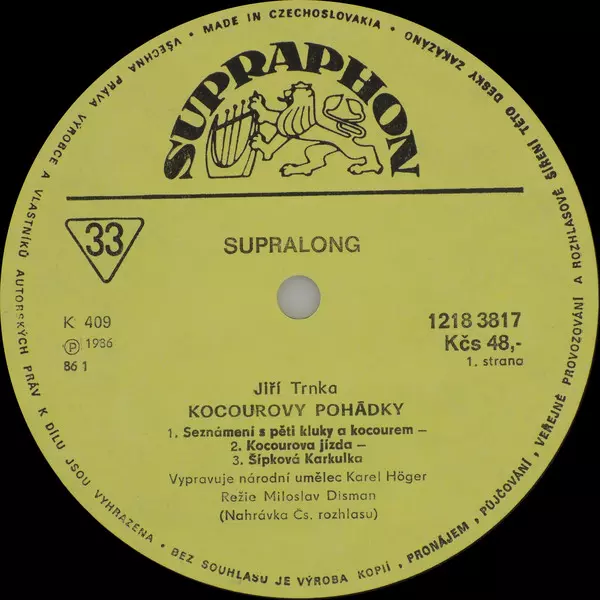 • MADE IN CZECHOSLOVAKIA • VŠECHNA PRÁVA VÝROBCE A VLASTNÍKŮ AUTORSKÝCH PRÁV K DÍLU JSOU VYHRAZENA • BEZ SOUHLASU JE VÝROBA KOPIÍ, PRONÁJEM, PŮJČOVÁNÍ, VEŘEJNÉ PROVOZOVÁNÍ A ROZHLASOVÉ ŠÍŘENÍ TÉTO DESKY ZAKÁZÁNO
SUPRAPHON
33
SUPRALONG
K 409
Ⓟ 1986
86 1
1218 3817
Kčs 48,-
1. strana
Jiří Trnka
KOCOUROVY POHÁDKY
1. Seznámení s pěti kluky a kocourem –
2. Kocourova jízda –
3. Šípková Karkulka
Vypravuje národní umělec Karel Höger
Režie Miloslav Disman
(Nahrávka Čs. rozhlasu)